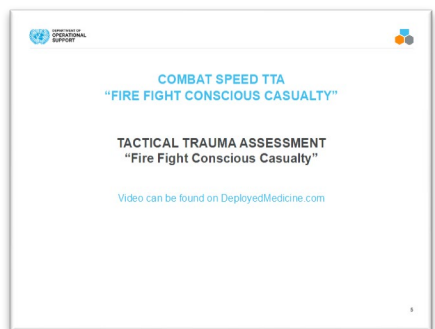 DEPARTMENT OF
OPERATIONAL
SUPPORT
COMBAT SPEED TTA
“FIRE FIGHT CONSCIOUS CASUALTY”
TACTICAL TRAUMA ASSESSMENT
“Fire Fight Conscious Casualty”
Video can be found on DeployedMedicine.com